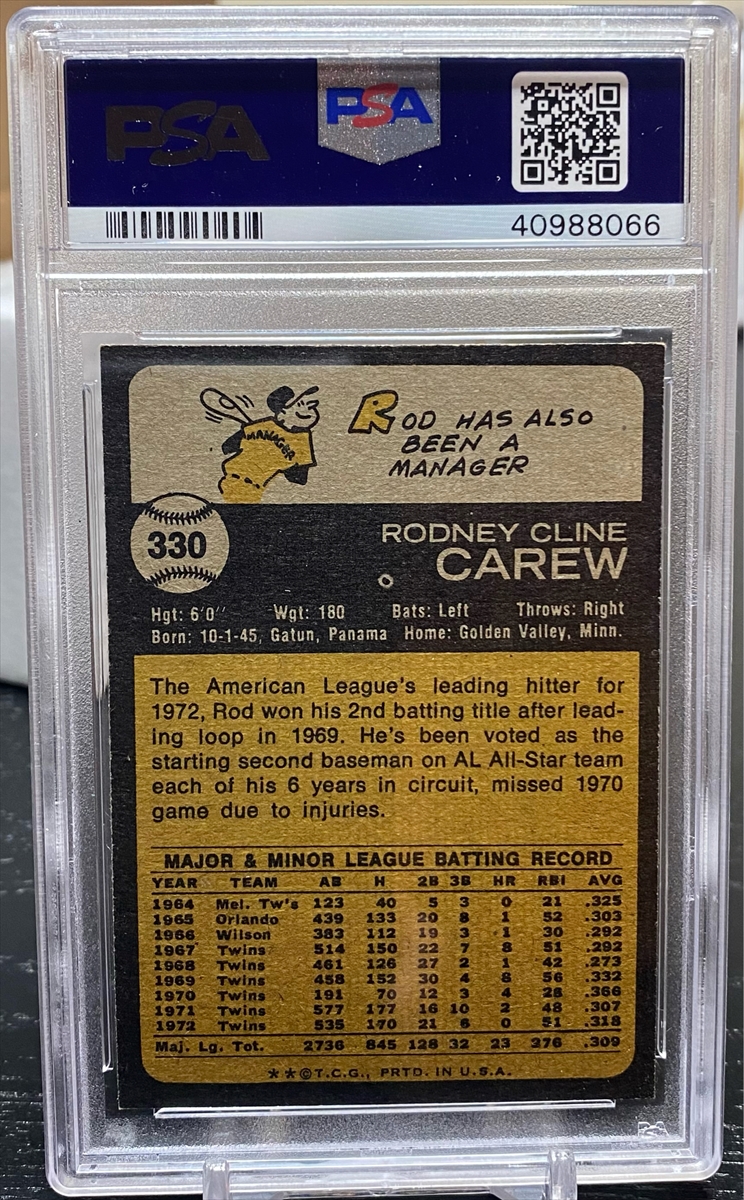 PSA PSA
40988066
MANAGER
ROD HAS ALSO
BEEN A
MANAGER
330
RODNEY CLINE
CAREW
Hgt: 6'0" Wgt: 180 Bats: Left Throws: Right
Born: 10-1-45, Gatun, Panama Home: Golden Valley, Minn.
The American League's leading hitter for
1972, Rod won his 2nd batting title after lead-
ing loop in 1969. He's been voted as the
starting second baseman on AL All-Star team
each of his 6 years in circuit, missed 1970
game due to injuries.
MAJOR & MINOR LEAGUE BATTING RECORD
YEAR TEAM AB H 2B 3B HR RBI AVG
1964 Mel. Tw's 123 40 5 3 0 21 .325
1965 Orlando 439 133 20 8 1 52 .303
1966 Wilson 383 112 19 3 1 30 .292
1967 Twins 514 150 22 7 8 51 .292
1968 Twins 461 126 27 2 1 42 .273
1969 Twins 458 152 30 4 8 56 .332
1970 Twins 191 70 12 3 4 28 .366
1971 Twins 577 177 16 10 2 48 .307
1972 Twins 535 170 21 6 0 51 .318
Maj. Lg. Tot. 2736 845 128 32 23 276 .309
**©T.C.G., PRTD. IN U.S.A.
PSA